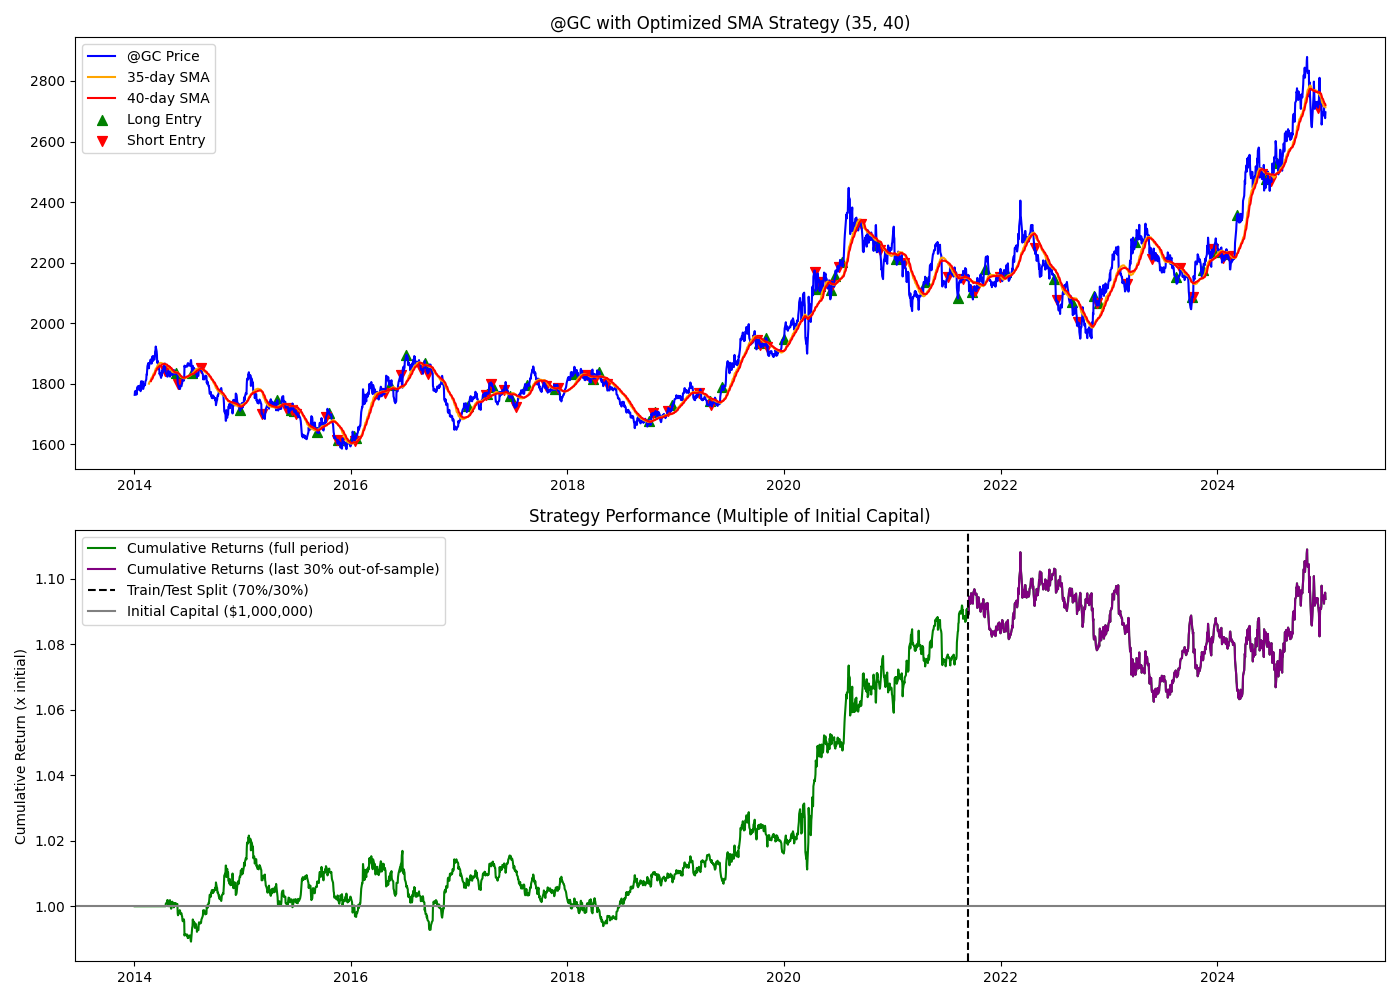 @GC with Optimized SMA Strategy (35, 40)
@GC Price
35-day SMA
40-day SMA
Long Entry
Short Entry
2800
2600
2400
2200
2000
1800
1600
2014 2016 2018 2020 2022 2024
Strategy Performance (Multiple of Initial Capital)
Cumulative Returns (full period)
Cumulative Returns (last 30% out-of-sample)
Train/Test Split (70%/30%)
Initial Capital ($1,000,000)
Cumulative Return (x initial)
1.10
1.08
1.06
1.04
1.02
1.00
2014 2016 2018 2020 2022 2024